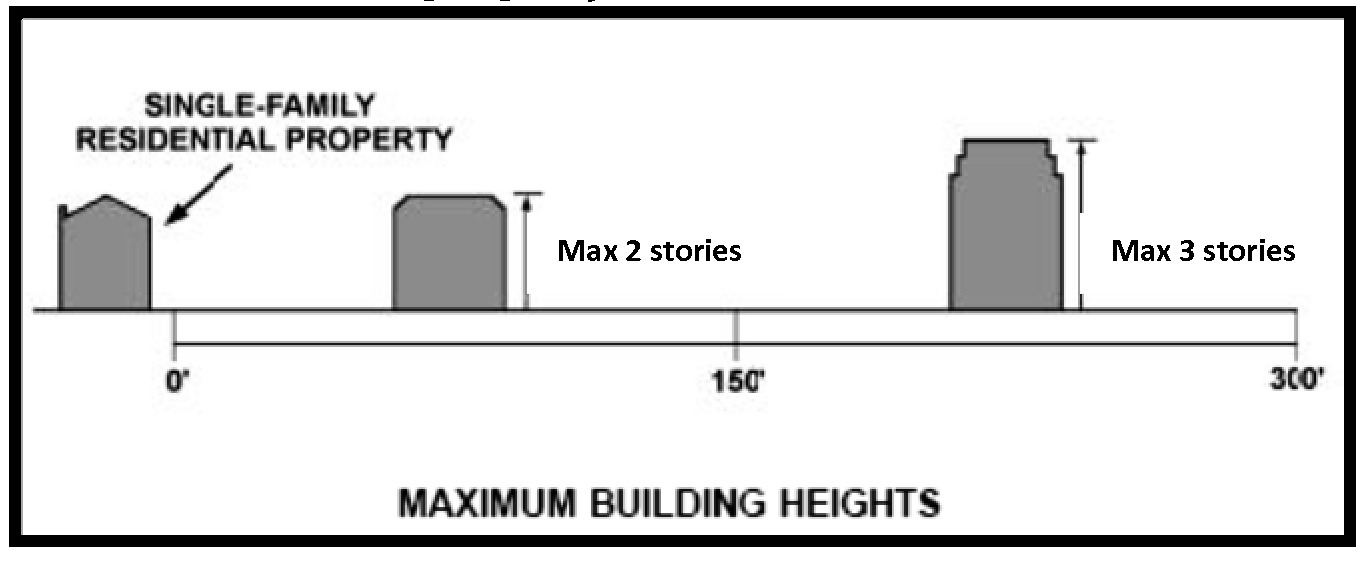 SINGLE-FAMILY
RESIDENTIAL PROPERTY
Max 2 stories
Max 3 stories
0'
150'
300'
MAXIMUM BUILDING HEIGHTS